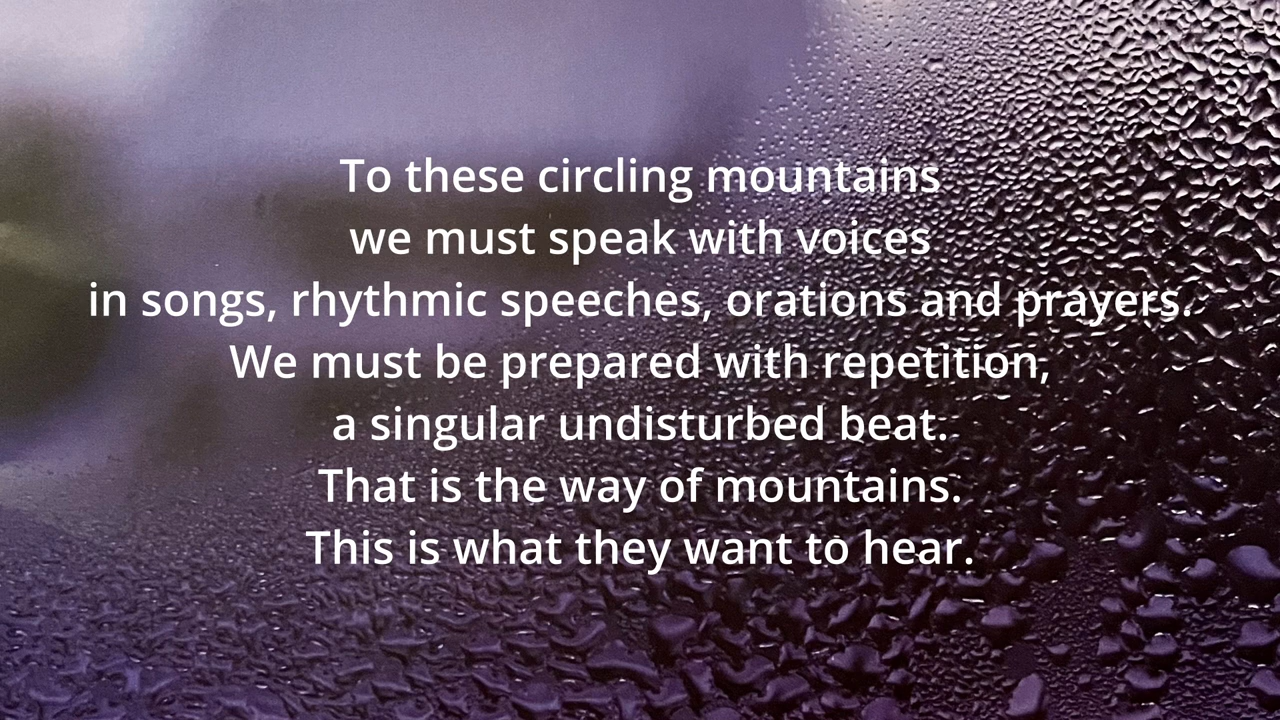 To these circling mountains
we must speak with voices
in songs, rhythmic speeches, orations and prayers.
We must be prepared with repetition,
a singular undisturbed beat.
That is the way of mountains.
This is what they want to hear.